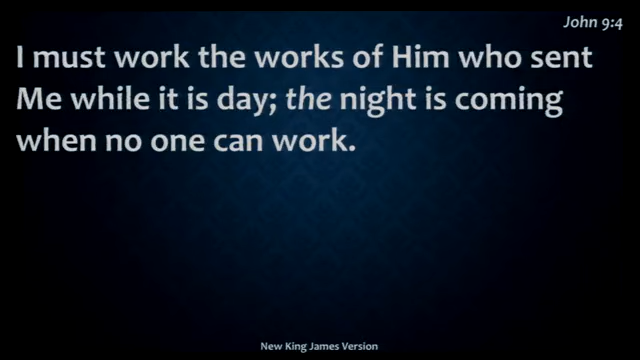 John 9:4
I must work the works of Him who sent
Me while it is day; the night is coming
when no one can work.
New King James Version